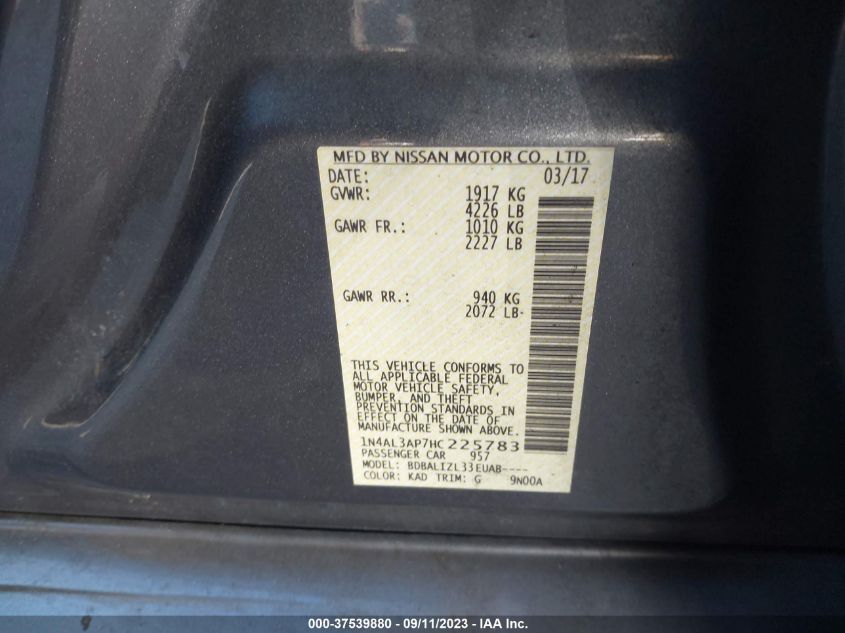 MFD BY NISSAN MOTOR CO., LTD.
DATE: 03/17
GVWR: 1917 KG
4226 LB
GAWR FR.: 1010 KG
2227 LB
GAWR RR.: 940 KG
2072 LB-
THIS VEHICLE CONFORMS TO
ALL APPLICABLE FEDERAL
MOTOR VEHICLE SAFETY,
BUMPER, AND THEFT
PREVENTION STANDARDS IN
EFFECT ON THE DATE OF
MANUFACTURE SHOWN ABOVE.
1N4AL3AP7HC225783
PASSENGER CAR 957
MODEL: BDBALIZL33EUAB----
COLOR: KAD TRIM: G 9N00A
000-37539880 - 09/11/2023 - IAA Inc.